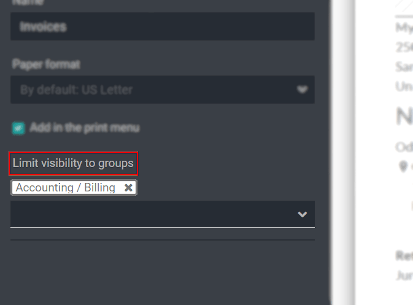 Name
Invoices
Paper format
By default: US Letter
Add in the print menu
Limit visibility to groups
Accounting / Billing ✖
My
250
San
Un
N
Od
Ret
Jun